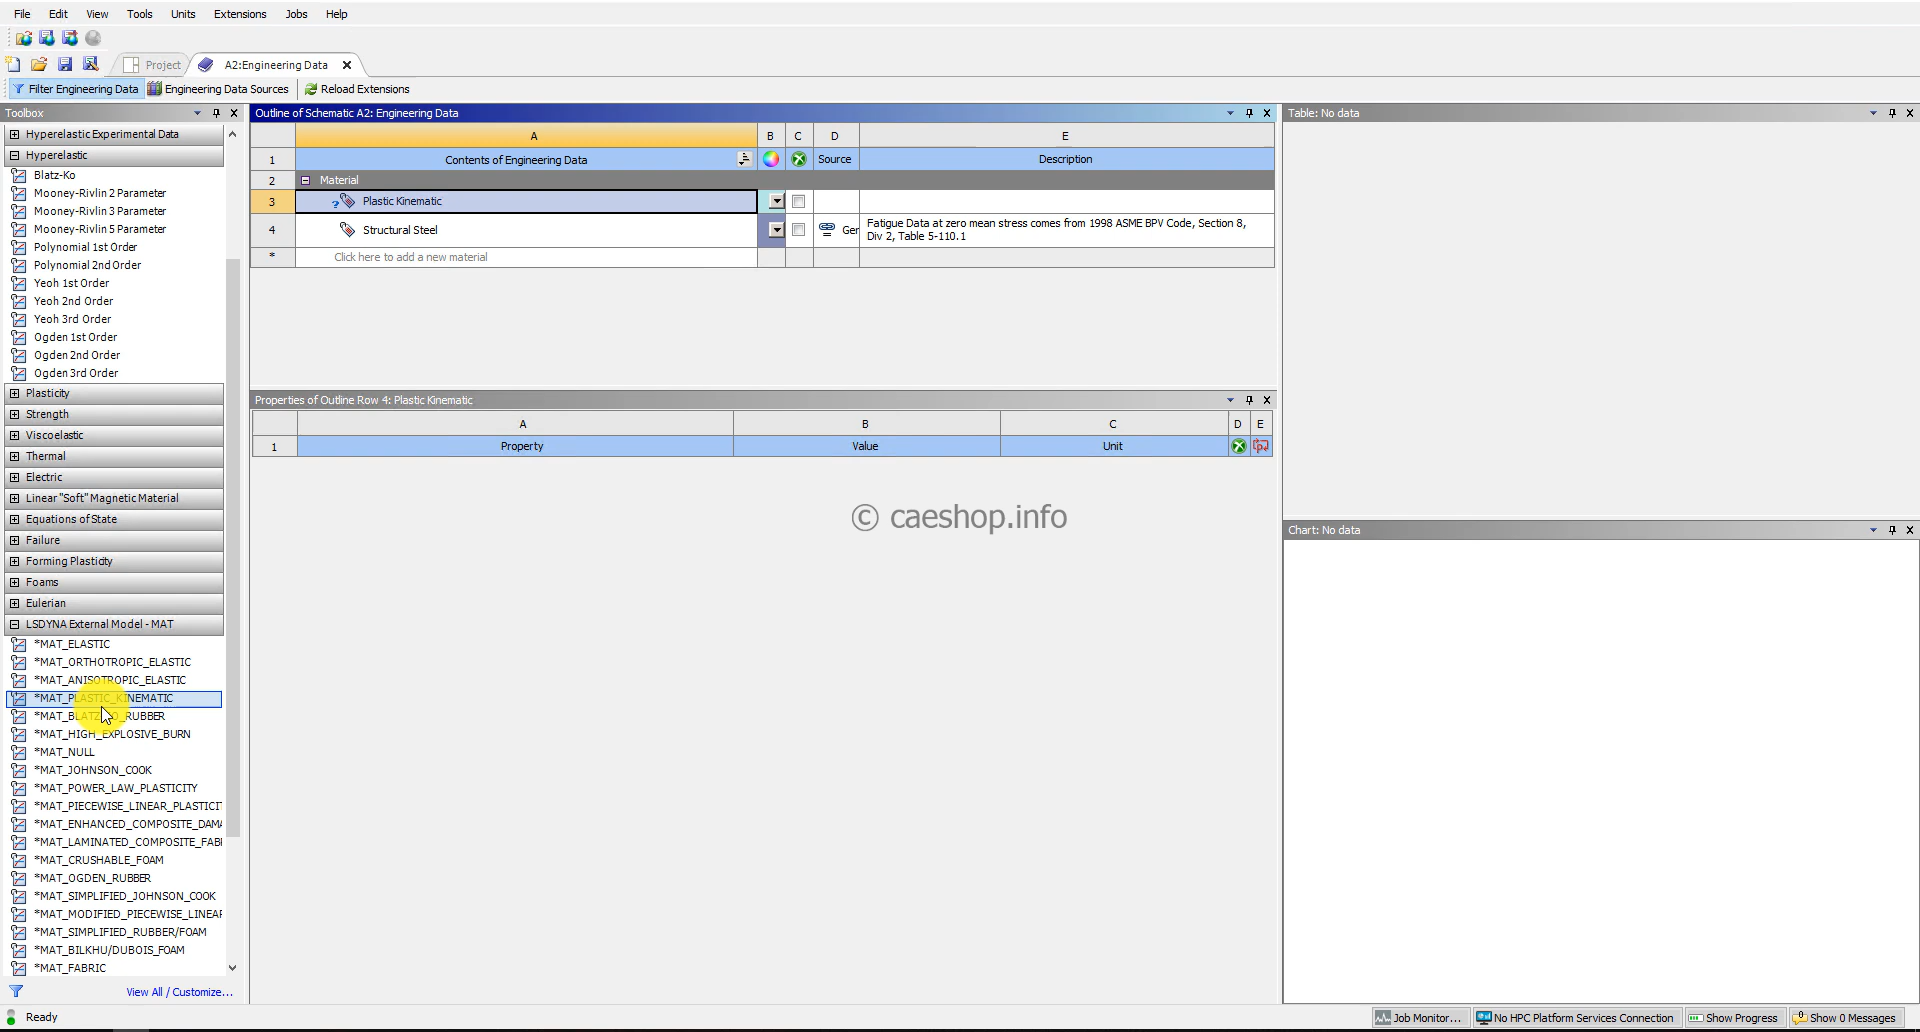 File Edit View Tools Units Extensions Jobs Help
Project A2:Engineering Data
Filter Engineering Data Engineering Data Sources Reload Extensions
Toolbox
Hyperelastic Experimental Data
Hyperelastic
Blatz-Ko
Mooney-Rivlin 2 Parameter
Mooney-Rivlin 3 Parameter
Mooney-Rivlin 5 Parameter
Polynomial 1st Order
Polynomial 2nd Order
Yeoh 1st Order
Yeoh 2nd Order
Yeoh 3rd Order
Ogden 1st Order
Ogden 2nd Order
Ogden 3rd Order
Plasticity
Strength
Viscoelastic
Thermal
Electric
Linear "Soft" Magnetic Material
Equations of State
Failure
Forming Plasticity
Foams
Eulerian
LSDYNA External Model - MAT
*MAT_ELASTIC
*MAT_ORTHOTROPIC_ELASTIC
*MAT_ANISOTROPIC_ELASTIC
*MAT_PLASTIC_KINEMATIC
*MAT_BLATZ_KO_RUBBER
*MAT_HIGH_EXPLOSIVE_BURN
*MAT_NULL
*MAT_JOHNSON_COOK
*MAT_POWER_LAW_PLASTICITY
*MAT_PIECEWISE_LINEAR_PLASTICIT
*MAT_ENHANCED_COMPOSITE_DAMA
*MAT_LAMINATED_COMPOSITE_FABI
*MAT_CRUSHABLE_FOAM
*MAT_OGDEN_RUBBER
*MAT_SIMPLIFIED_JOHNSON_COOK
*MAT_MODIFIED_PIECEWISE_LINEAR
*MAT_SIMPLIFIED_RUBBER/FOAM
*MAT_BILKHU/DUBOIS_FOAM
*MAT_FABRIC
View All / Customize...
Outline of Schematic A2: Engineering Data
A B C D E
1 Contents of Engineering Data Source Description
2 Material
3 ? Plastic Kinematic
4 Structural Steel Ger Fatigue Data at zero mean stress comes from 1998 ASME BPV Code, Section 8,
Div 2, Table 5-110.1
* Click here to add a new material
Properties of Outline Row 4: Plastic Kinematic
A B C D E
1 Property Value Unit
© caeshop.info
Table: No data
Chart: No data
Ready Job Monitor... No HPC Platform Services Connection Show Progress Show 0 Messages